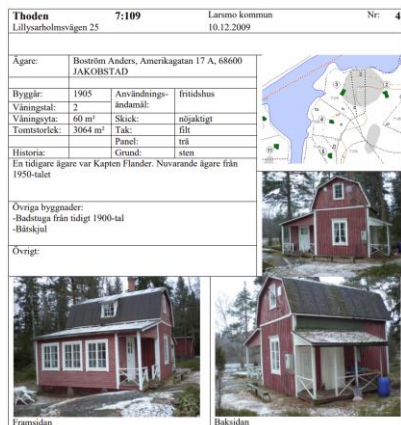 Thoden 7:109 Larsmo kommun Nr: 4
Lillysarholmsvägen 25 10.12.2009
Ägare: Boström Anders, Amerikagatan 17 A, 68600
JAKOBSTAD
Byggår: 1905 Användnings- fritidshus
ändamål:
Våningstal: 2
Våningsyta: 60 m² Skick: nöjaktigt
Tomtstorlek: 3064 m² Tak: filt
Panel: trä
Historia: Grund: sten
En tidigare ägare var Kapten Flander. Nuvarande ägare från
1950-talet
Övriga byggnader:
-Badstuga från tidigt 1900-tal
-Båtskjul
Övrigt:
Framsidan Baksidan